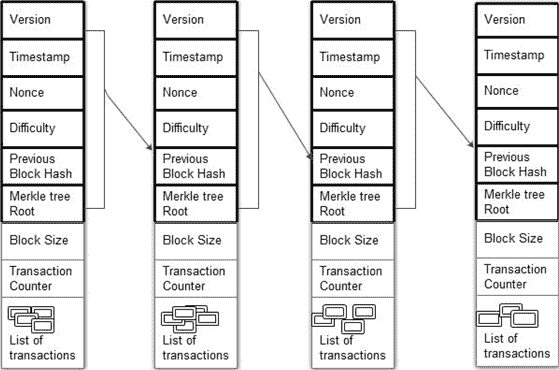 Version
Timestamp
Nonce
Difficulty
Previous
Block Hash
Merkle tree
Root
Block Size
Transaction
Counter
List of
transactions
Version
Timestamp
Nonce
Difficulty
Previous
Block Hash
Merkle tree
Root
Block Size
Transaction
Counter
List of
transactions
Version
Timestamp
Nonce
Difficulty
Previous
Block Hash
Merkle tree
Root
Block Size
Transaction
Counter
List of
transactions
Version
Timestamp
Nonce
Difficulty
Previous
Block Hash
Merkle tree
Root
Block Size
Transaction
Counter
List of
transactions